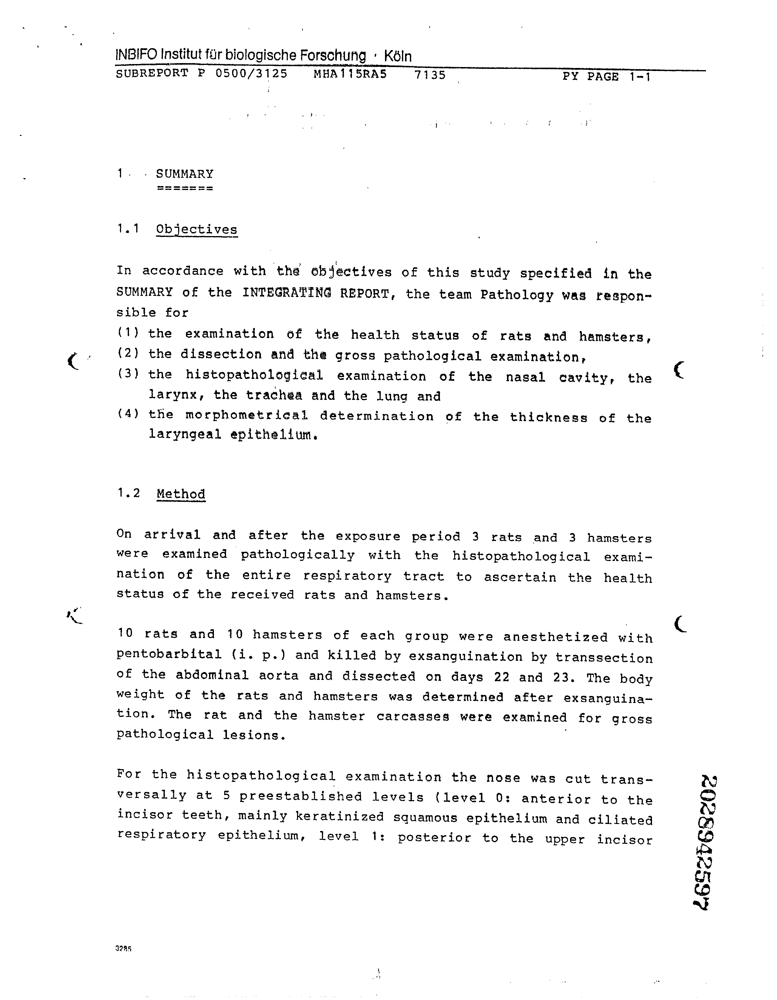 INBIFO Institut für biologische Forschung · Köln
SUBREPORT P 0500/3125 MHA115RA5 7135 PY PAGE 1-1
1 SUMMARY
=======
1.1 Objectives
In accordance with the objectives of this study specified in the
SUMMARY of the INTEGRATING REPORT, the team Pathology was respon-
sible for
(1) the examination of the health status of rats and hamsters,
(2) the dissection and the gross pathological examination,
(3) the histopathological examination of the nasal cavity, the
larynx, the trachea and the lung and
(4) the morphometrical determination of the thickness of the
laryngeal epithelium.
1.2 Method
On arrival and after the exposure period 3 rats and 3 hamsters
were examined pathologically with the histopathological exami-
nation of the entire respiratory tract to ascertain the health
status of the received rats and hamsters.
10 rats and 10 hamsters of each group were anesthetized with
pentobarbital (i. p.) and killed by exsanguination by transsection
of the abdominal aorta and dissected on days 22 and 23. The body
weight of the rats and hamsters was determined after exsanguina-
tion. The rat and the hamster carcasses were examined for gross
pathological lesions.
For the histopathological examination the nose was cut trans-
versally at 5 preestablished levels (level 0: anterior to the
incisor teeth, mainly keratinized squamous epithelium and ciliated
respiratory epithelium, level 1: posterior to the upper incisor
2028942597
3285